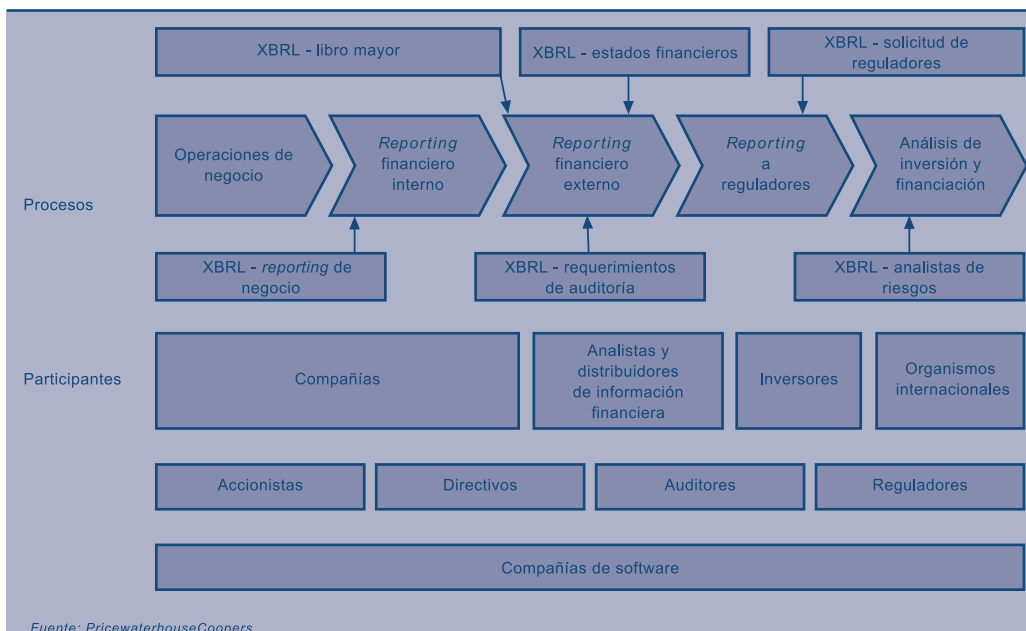 XBRL - libro mayor
XBRL - estados financieros
XBRL - solicitud de
reguladores
Procesos
Operaciones de
negocio
Reporting
financiero
interno
Reporting
financiero
externo
Reporting
a
reguladores
Análisis de
inversión y
financiación
XBRL - reporting de
negocio
XBRL - requerimientos
de auditoría
XBRL - analistas de
riesgos
Participantes
Compañías
Analistas y
distribuidores
de información
financiera
Inversores
Organismos
internacionales
Accionistas
Directivos
Auditores
Reguladores
Compañías de software
Fuente: PricewaterhouseCoopers